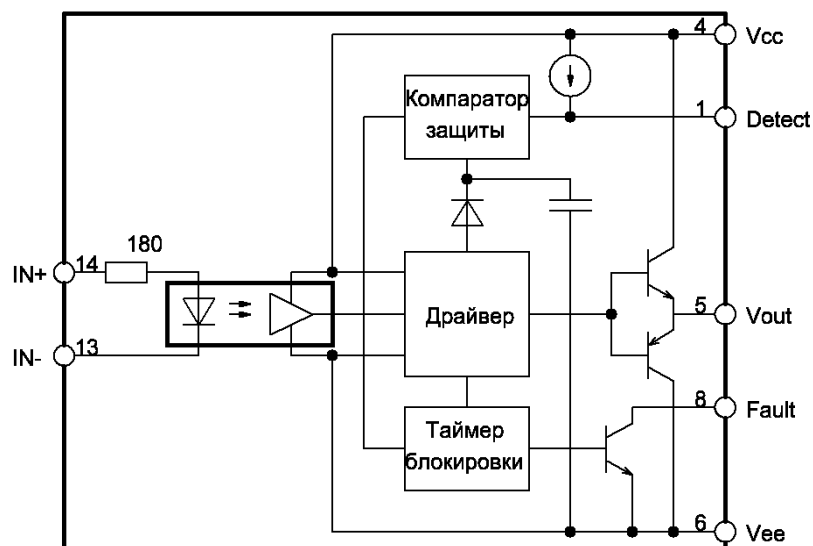 4
Vcc
Компаратор
защиты
1
Detect
180
IN+
14
Драйвер
5
Vout
IN-
13
8
Fault
Таймер
блокировки
6
Vee